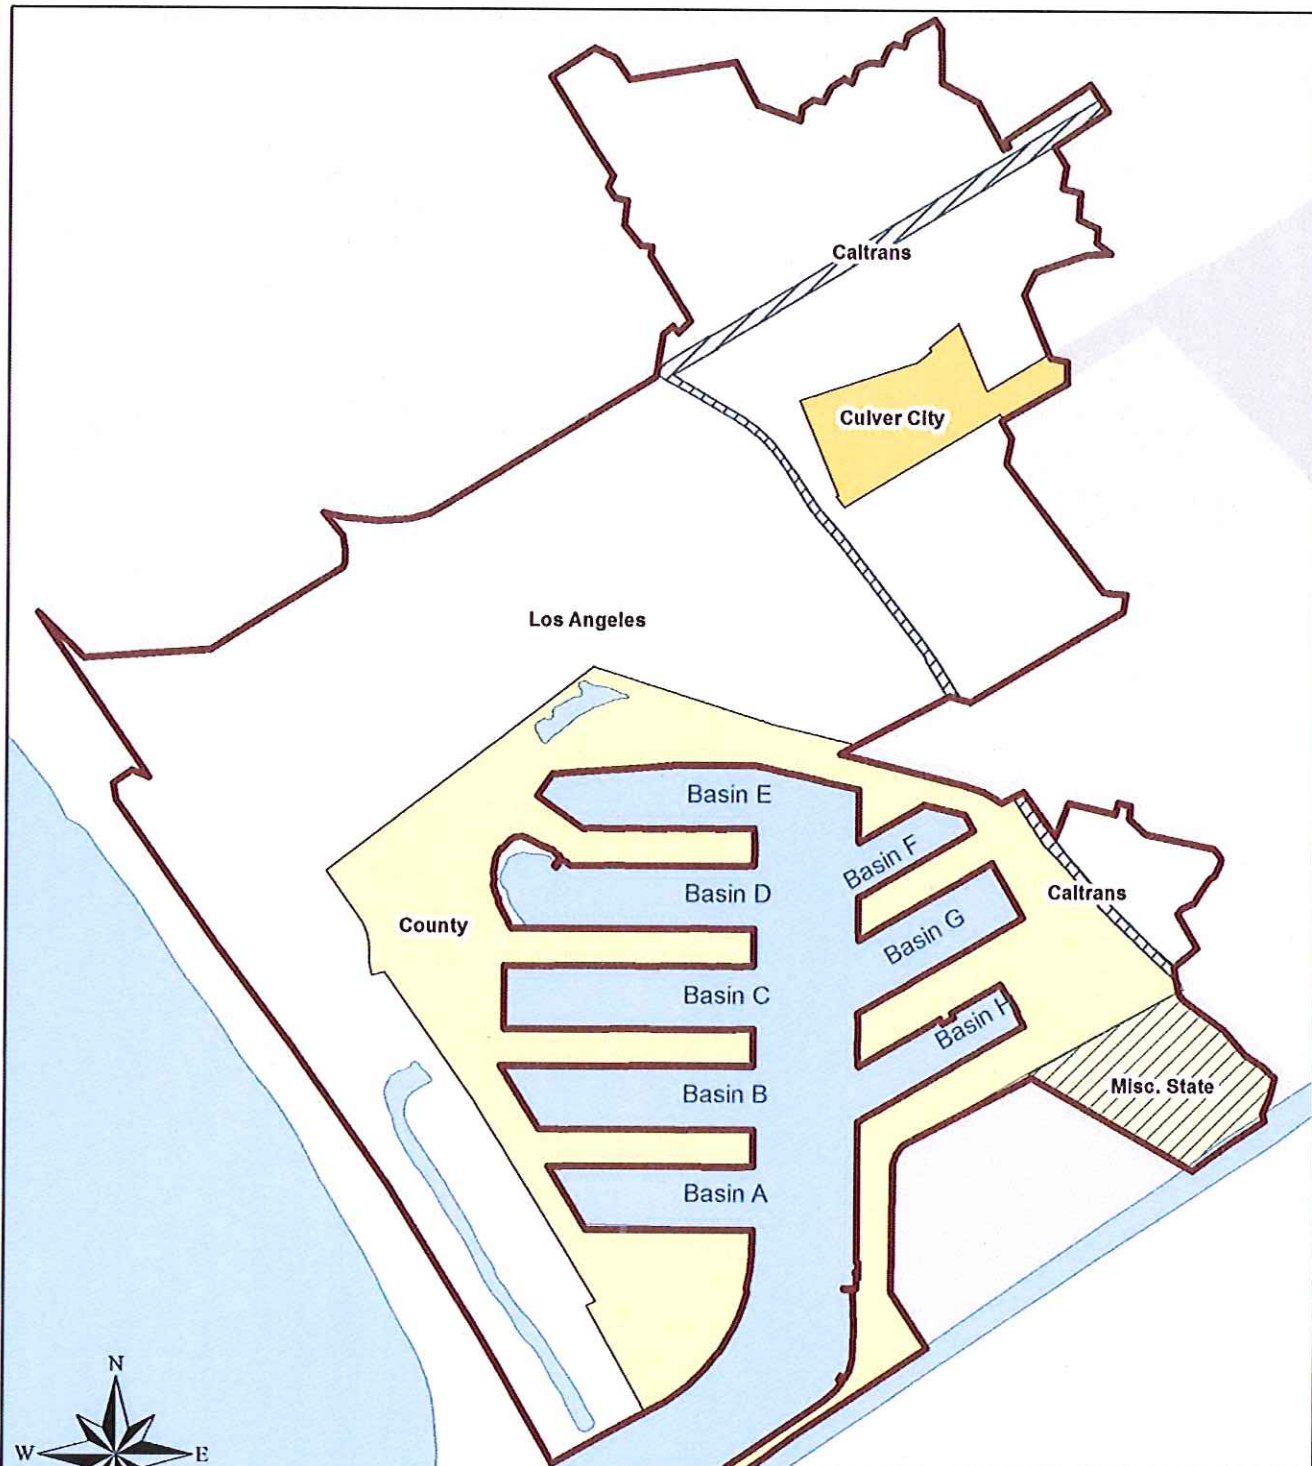 Caltrans
Culver City
Los Angeles
Basin E
Basin F
Basin D
Caltrans
County
Basin G
Basin C
Basin H
Misc. State
Basin B
Basin A
N
W
E